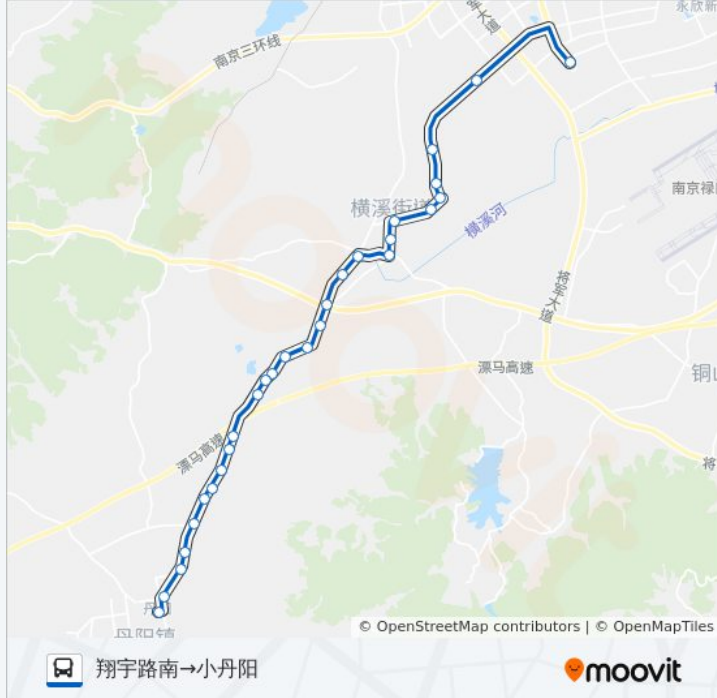 永欣新
将军大道
南京三环线
南京禄
横溪街道
横溪河
将军大道
溧马高速
铜山
将
溧马高速
丹阳镇
© OpenStreetMap contributors | © OpenMapTiles
翔宇路南→小丹阳
moovit